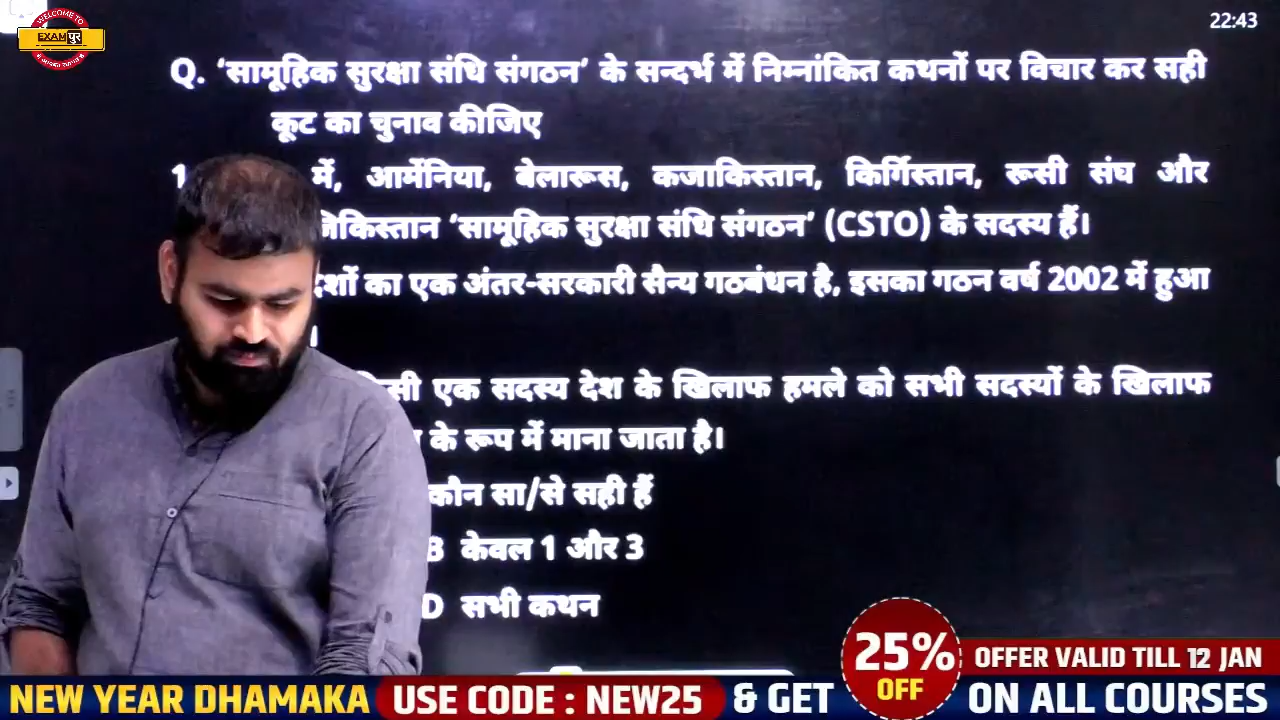 WELCOME TO
EXAMपुर
22:43
Q. ‘सामूहिक सुरक्षा संधि संगठन’ के सन्दर्भ में निम्नांकित कथनों पर विचार कर सही
कूट का चुनाव कीजिए
1 में, आर्मेनिया, बेलारूस, कजाकिस्तान, किर्गिस्तान, रूसी संघ और
‘सामूहिक सुरक्षा संधि संगठन’ (CSTO) के सदस्य हैं।
का एक अंतर-सरकारी सैन्य गठबंधन है, इसका गठन वर्ष 2002 में हुआ
एक सदस्य देश के खिलाफ हमले को सभी सदस्यों के खिलाफ
के रूप में माना जाता है।
कौन सा/से सही हैं
B केवल 1 और 3
D सभी कथन
25% OFF
OFFER VALID TILL 12 JAN
NEW YEAR DHAMAKA USE CODE : NEW25 & GET ON ALL COURSES